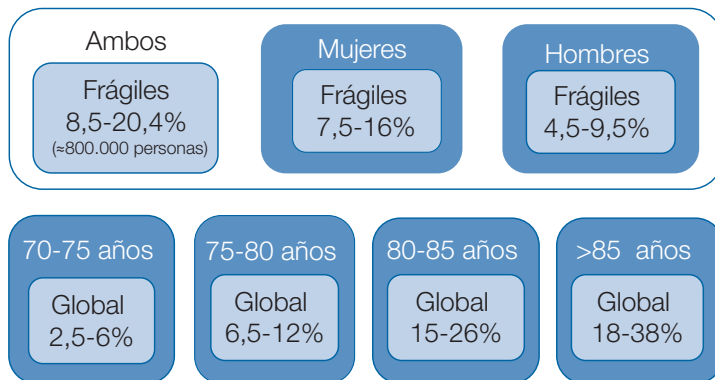 Ambos
Frágiles
8,5-20,4%
(≈800.000 personas)
Mujeres
Frágiles
7,5-16%
Hombres
Frágiles
4,5-9,5%
70-75 años
Global
2,5-6%
75-80 años
Global
6,5-12%
80-85 años
Global
15-26%
>85 años
Global
18-38%